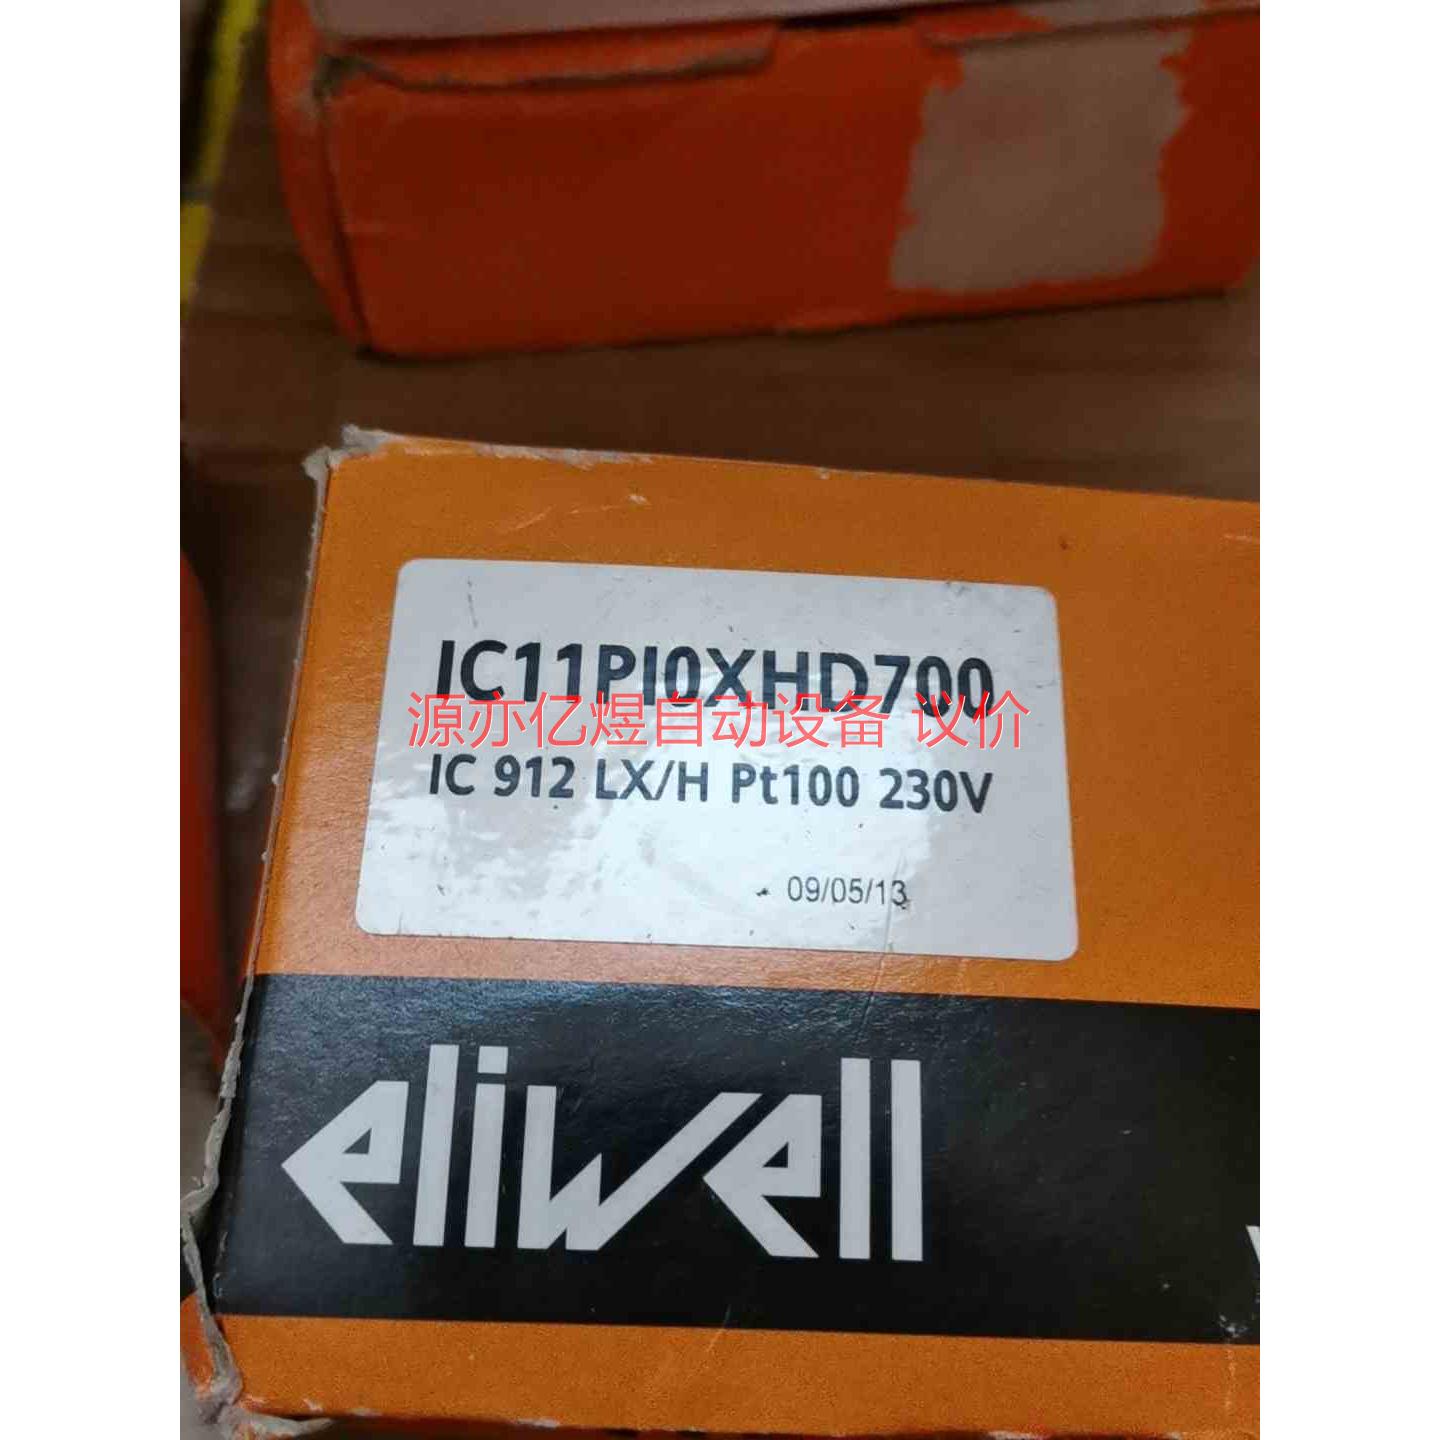 IC11PI0XHD700
源亦亿煜自动设备 议价
IC 912 LX/H Pt100 230V
09/05/13
eliwell